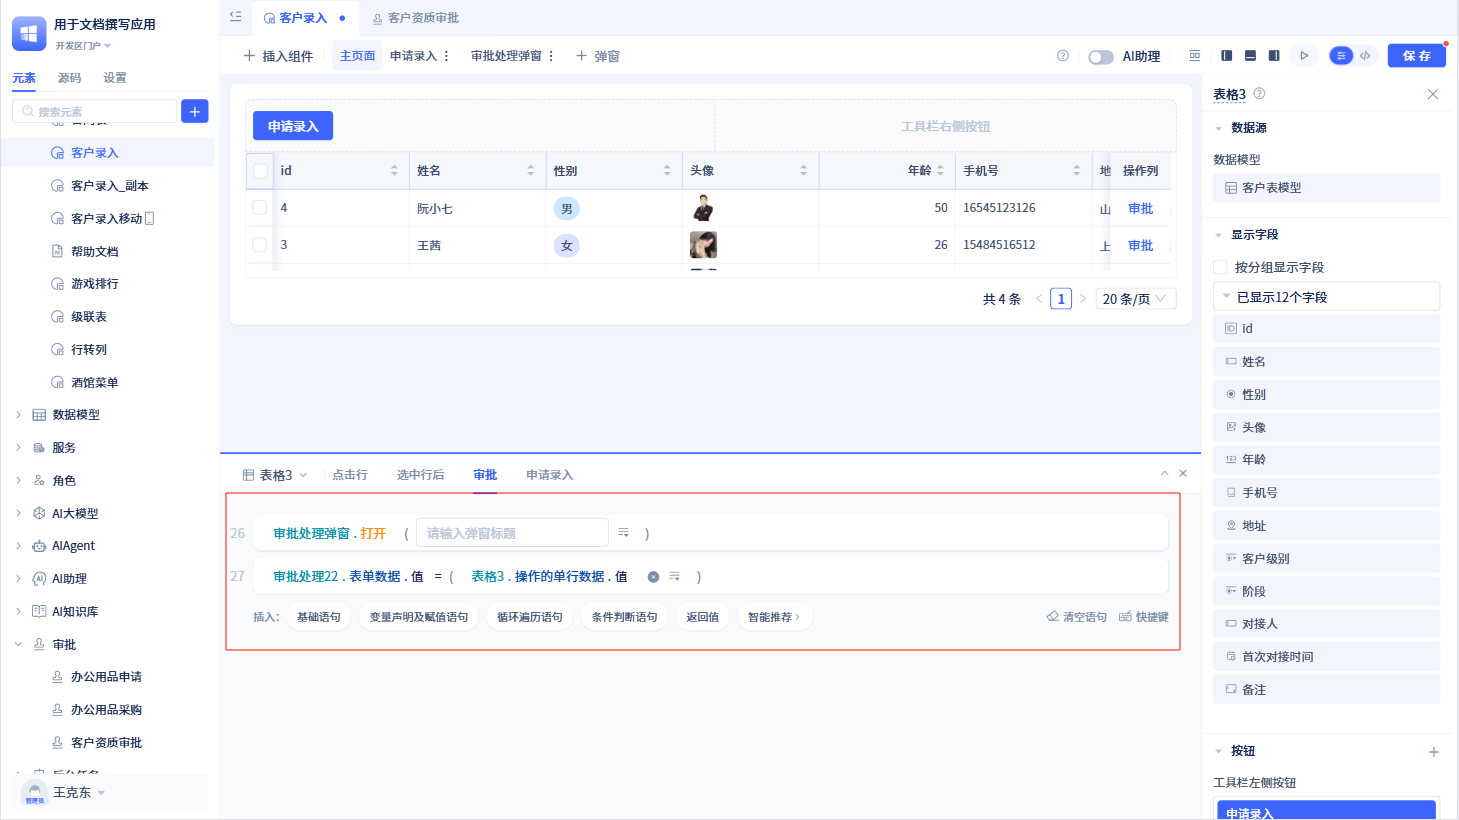 用于文档撰写应用
开发区门户
元素 源码 设置
搜索元素
客户录入
客户录入_副本
客户录入移动
帮助文档
游戏排行
级联表
行转列
酒馆菜单
数据模型
服务
角色
AI大模型
AIAgent
AI助理
AI知识库
审批
办公用品申请
办公用品采购
客户资质审批
王克东
管理员
客户录入 客户资质审批
插入组件 主页面 申请录入 审批处理弹窗 弹窗
AI助理
保存
申请录入 工具栏右侧按钮
id 姓名 性别 头像 年龄 手机号 地 操作列
4 阮小七 男 50 16545123126 山 审批
3 王茜 女 26 15484516512 上 审批
共 4 条 1 20 条/页
表格3 点击行 选中行后 审批 申请录入
26 审批处理弹窗 . 打开 ( 请输入弹窗标题 )
27 审批处理22 . 表单数据 . 值 = ( 表格3 . 操作的单行数据 . 值 )
插入: 基础语句 变量声明及赋值语句 循环遍历语句 条件判断语句 返回值 智能推荐 清空语句 快捷键
表格3
数据源
数据模型
客户表模型
显示字段
按分组显示字段
已显示12个字段
id
姓名
性别
头像
年龄
手机号
地址
客户级别
阶段
对接人
首次对接时间
备注
按钮
工具栏左侧按钮
申请录入